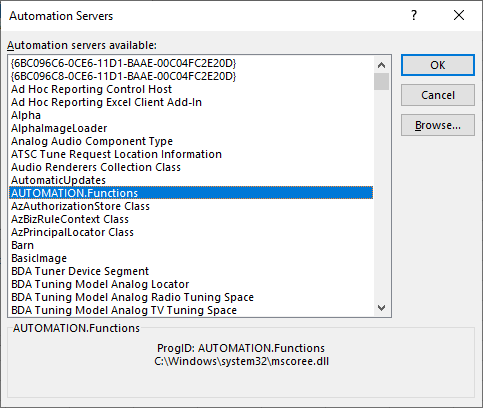 Automation Servers
Automation servers available:
{6BC096C6-0CE6-11D1-BAAE-00C04FC2E20D}
{6BC096C8-0CE6-11D1-BAAE-00C04FC2E20D}
Ad Hoc Reporting Control Host
Ad Hoc Reporting Excel Client Add-In
Alpha
AlphaImageLoader
Analog Audio Component Type
ATSC Tune Request Location Information
Audio Renderers Collection Class
AutomaticUpdates
AUTOMATION.Functions
AzAuthorizationStore Class
AzBizRuleContext Class
AzPrincipalLocator Class
Barn
BasicImage
BDA Tuner Device Segment
BDA Tuning Model Analog Locator
BDA Tuning Model Analog Radio Tuning Space
BDA Tuning Model Analog TV Tuning Space
OK
Cancel
Browse...
AUTOMATION.Functions
ProgID: AUTOMATION.Functions
C:\Windows\system32\mscoree.dll